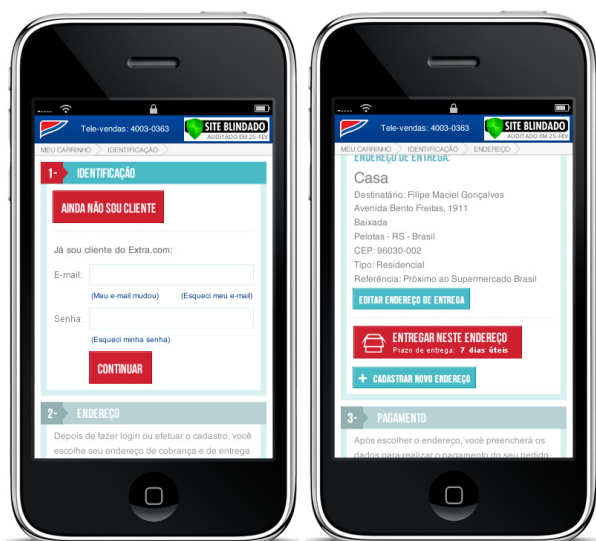 Tele-vendas: 4003-0363
SITE BLINDADO
AUDITADO EM 25-FEV
MEU CARRINHO
IDENTIFICAÇÃO
1- IDENTIFICAÇÃO
AINDA NÃO SOU CLIENTE
Já sou cliente do Extra.com:
E-mail:
(Meu e-mail mudou) (Esqueci meu e-mail)
Senha:
(Esqueci minha senha)
CONTINUAR
2- ENDEREÇO
Depois de fazer login ou efetuar o cadastro, você
escolhe seu endereço de cobrança e de entrega
Tele-vendas: 4003-0363
SITE BLINDADO
AUDITADO EM 25-FEV
MEU CARRINHO
IDENTIFICAÇÃO
ENDEREÇO
ENDEREÇO DE ENTREGA:
Casa
Destinatário: Filipe Maciel Gonçalves
Avenida Bento Freitas, 1911
Baixada
Pelotas - RS - Brasil
CEP: 96030-002
Tipo: Residencial
Referência: Próximo ao Supermercado Brasil
EDITAR ENDEREÇO DE ENTREGA
ENTREGAR NESTE ENDEREÇO
Prazo de entrega: 7 dias úteis
+ CADASTRAR NOVO ENDEREÇO
3- PAGAMENTO
Após escolher o endereço, você preencherá os
dados para realizar o pagamento do seu pedido